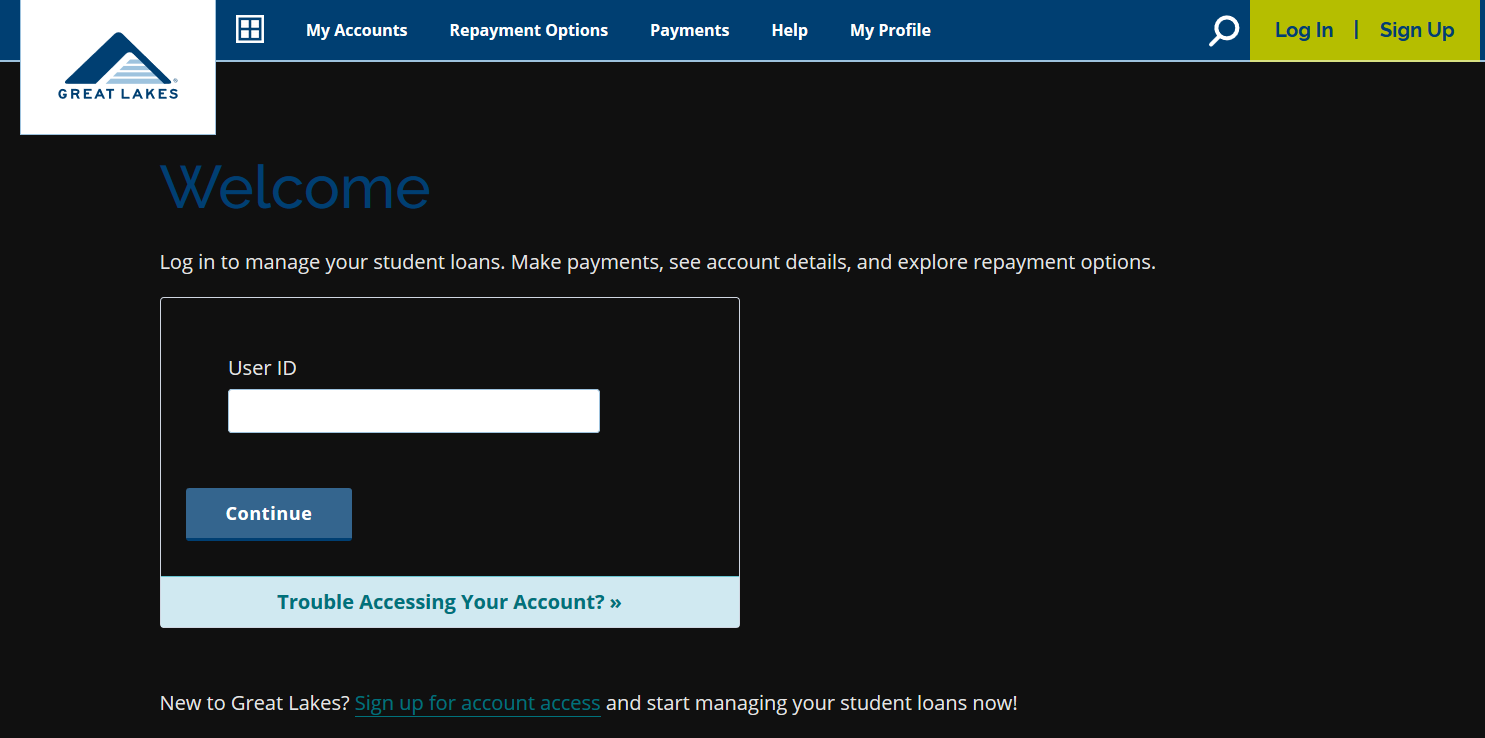 My Accounts Repayment Options Payments Help My Profile Log In | Sign Up
GREAT LAKES
Welcome
Log in to manage your student loans. Make payments, see account details, and explore repayment options.
User ID
Continue
Trouble Accessing Your Account? »
New to Great Lakes? Sign up for account access and start managing your student loans now!